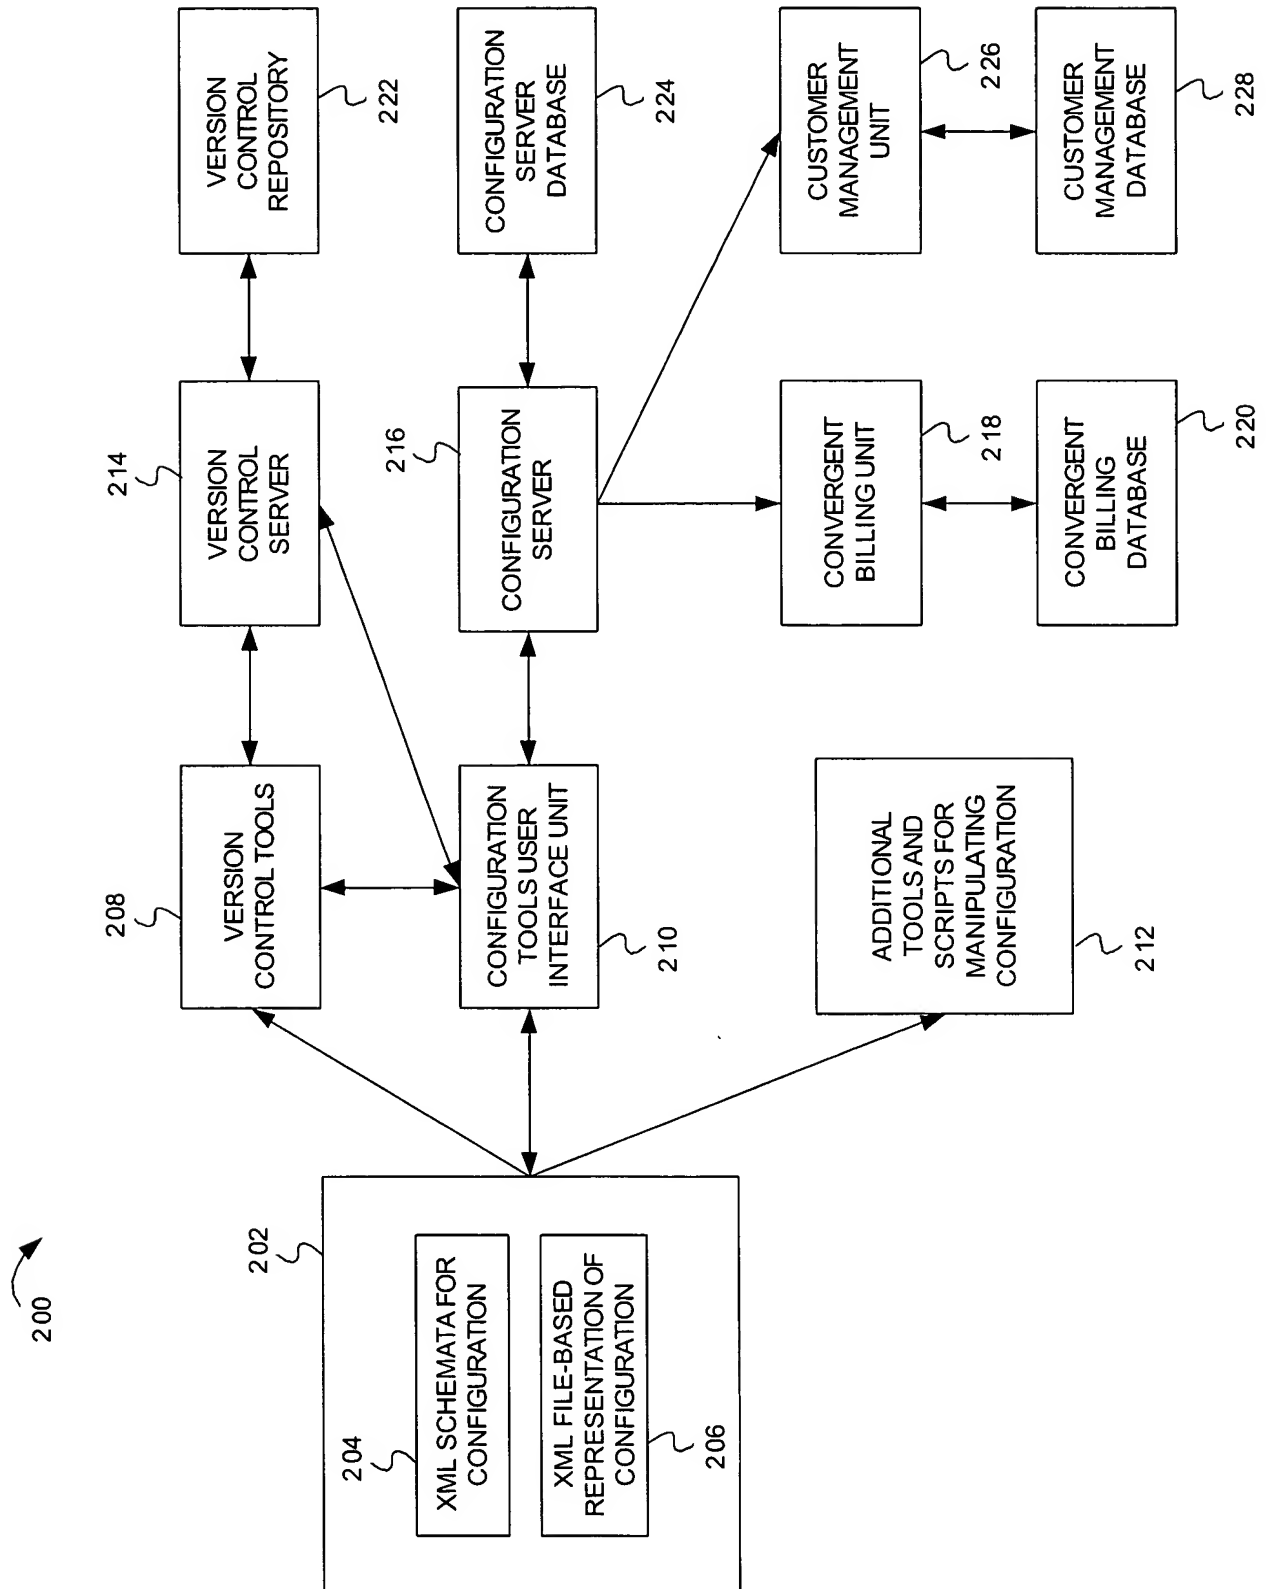 200
202
204
XML SCHEMATA FOR
CONFIGURATION
XML FILE-BASED
REPRESENTATION OF
CONFIGURATION
206
208
VERSION
CONTROL TOOLS
CONFIGURATION
TOOLS USER
INTERFACE UNIT
210
ADDITIONAL
TOOLS AND
SCRIPTS FOR
MANIPULATING
CONFIGURATION
212
214
VERSION
CONTROL
SERVER
216
CONFIGURATION
SERVER
CONVERGENT
BILLING UNIT
218
CONVERGENT
BILLING
DATABASE
220
VERSION
CONTROL
REPOSITORY
222
CONFIGURATION
SERVER
DATABASE
224
CUSTOMER
MANAGEMENT
UNIT
226
CUSTOMER
MANAGEMENT
DATABASE
228